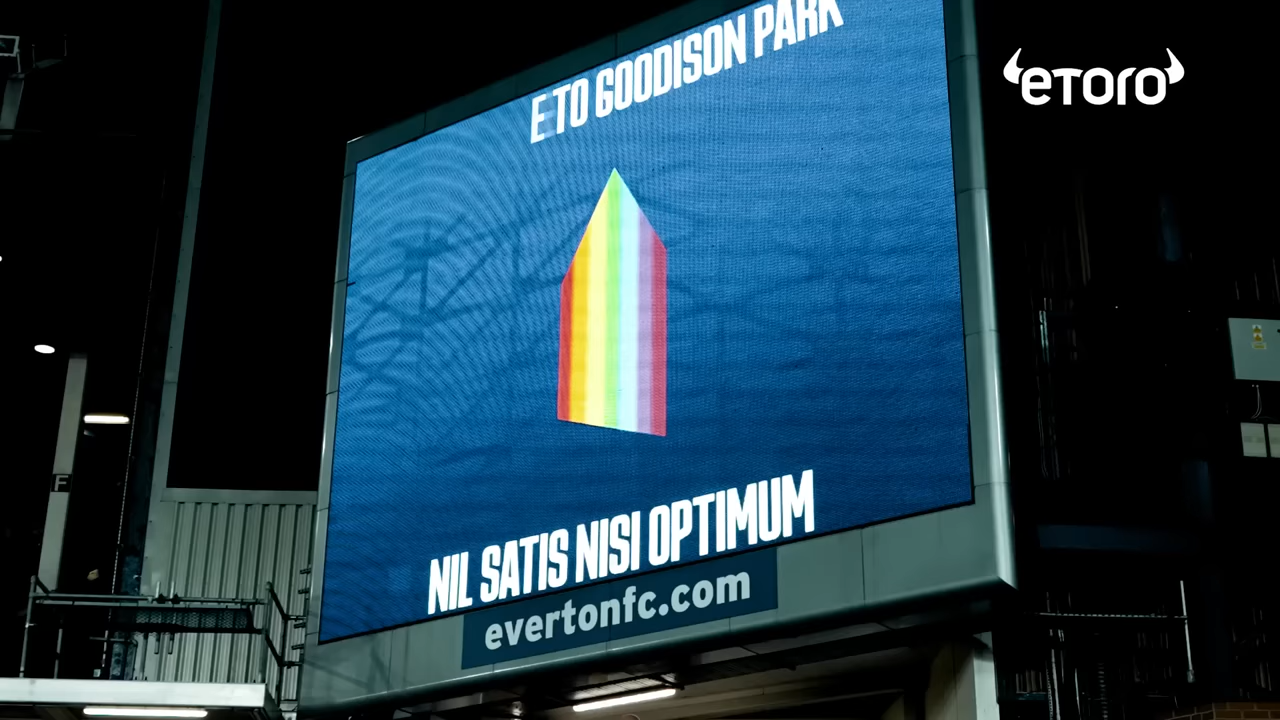 E TO GOODISON PARK
eTORO
NIL SATIS NISI OPTIMUM
evertonfc.com
F